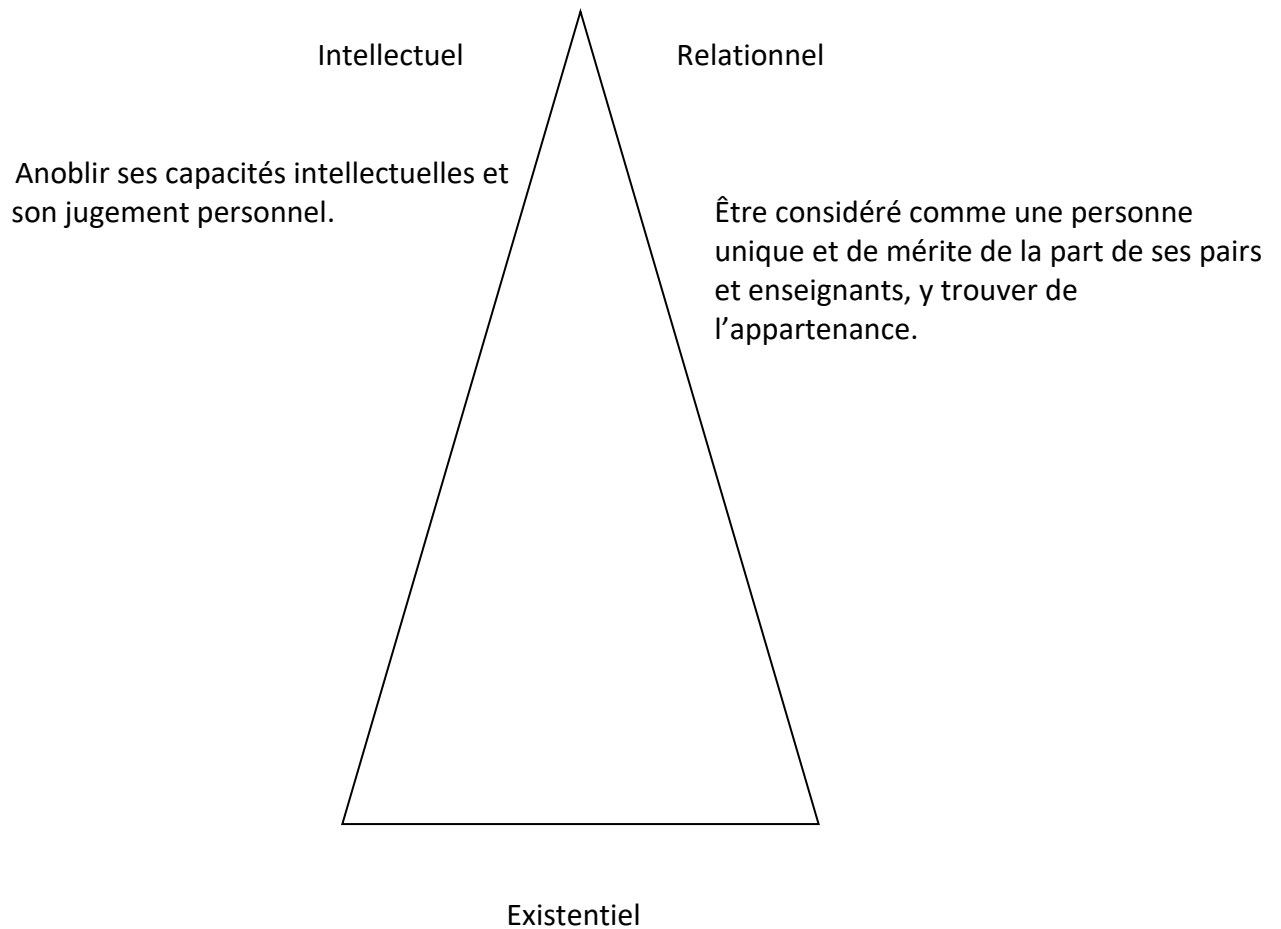 Intellectuel
Relationnel
Anoblir ses capacités intellectuelles et
son jugement personnel.
Être considéré comme une personne
unique et de mérite de la part de ses pairs
et enseignants, y trouver de
l’appartenance.
Existentiel